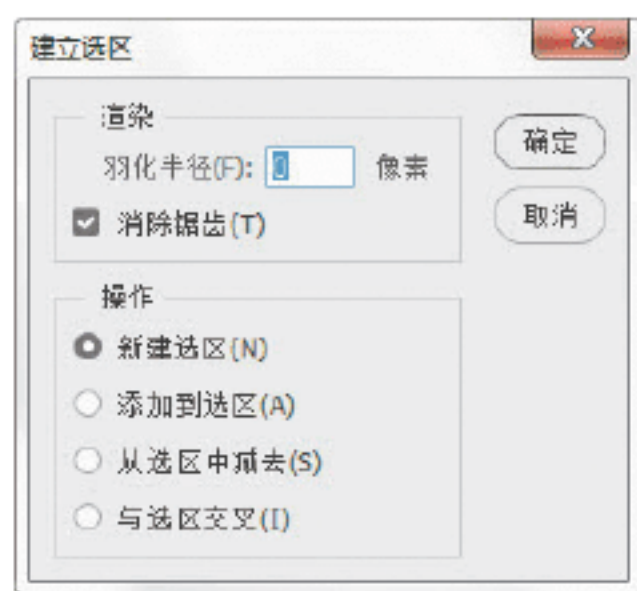 建立选区
渲染
羽化半径(F): 0 像素
消除锯齿(T)
确定
取消
操作
新建选区(N)
添加到选区(A)
从选区中减去(S)
与选区交叉(I)